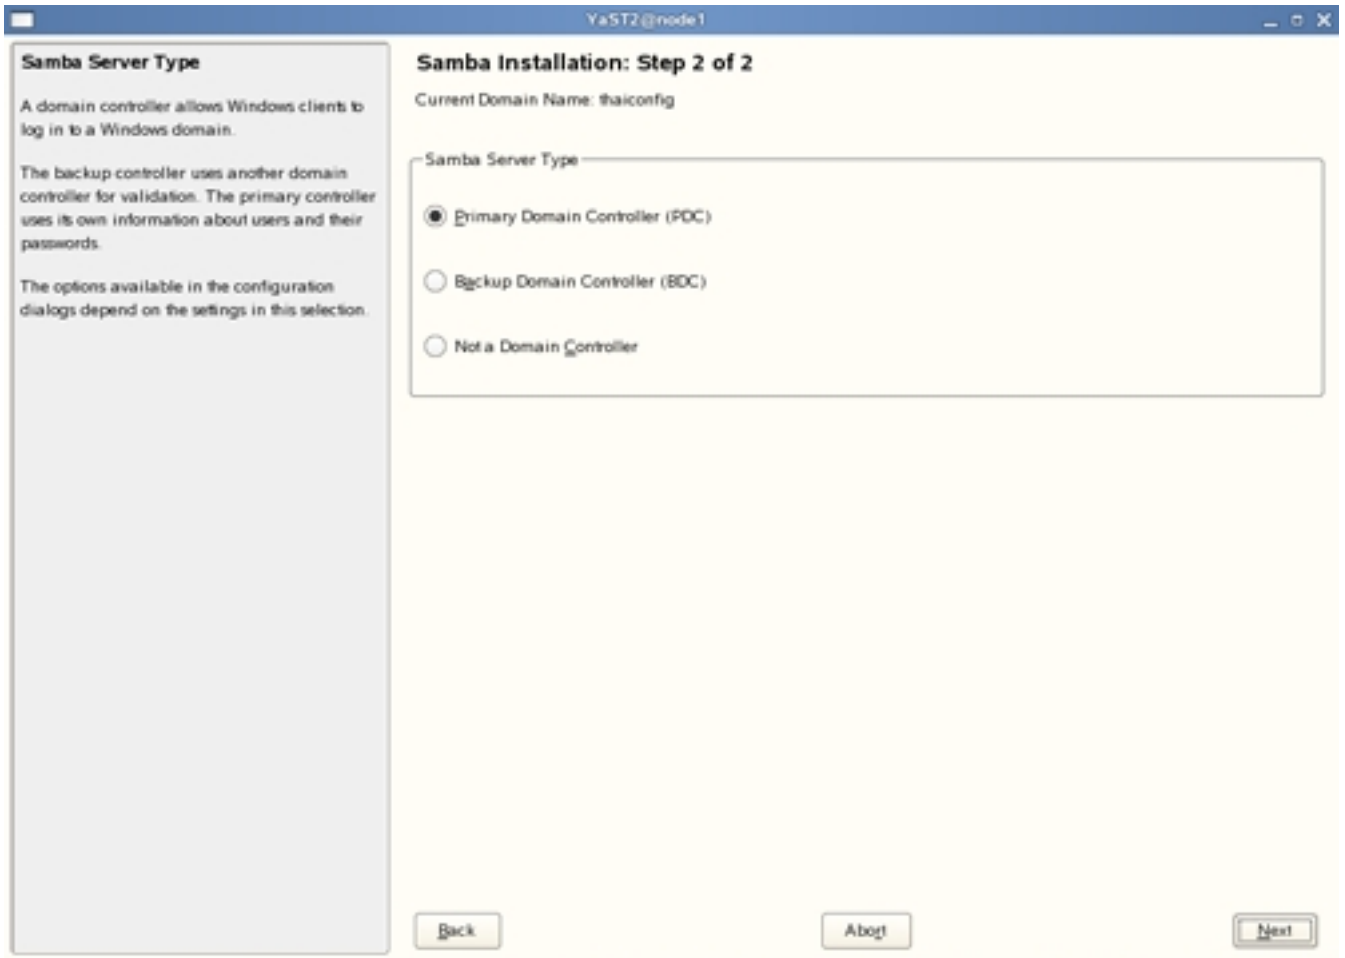 YaST2@node1
Samba Server Type
A domain controller allows Windows clients to
log in to a Windows domain.
The backup controller uses another domain
controller for validation. The primary controller
uses its own information about users and their
passwords.
The options available in the configuration
dialogs depend on the settings in this selection.
Samba Installation: Step 2 of 2
Current Domain Name: thaiconfig
Samba Server Type
Primary Domain Controller (PDC)
Backup Domain Controller (BDC)
Not a Domain Controller
Back
Abort
Next